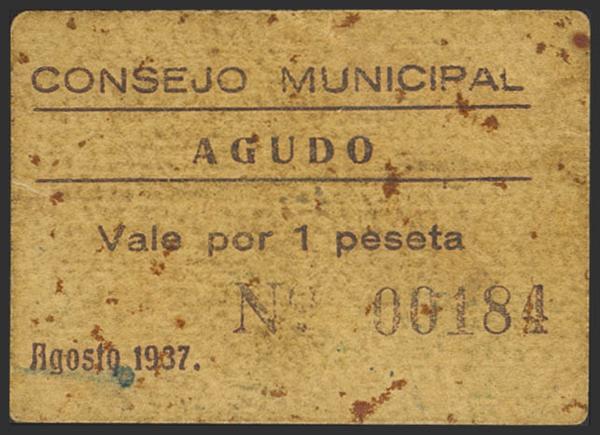 CONSEJO MUNICIPAL
AGUDO
Vale por 1 peseta
Nº 00184
Agosto 1937.